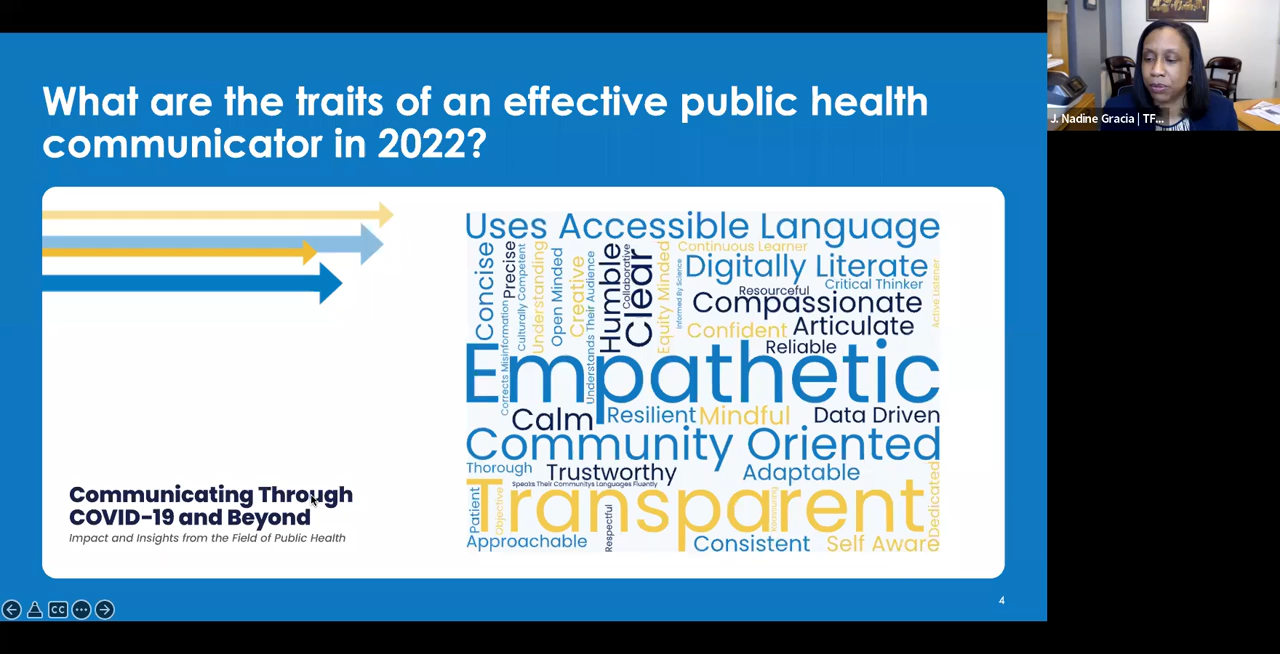 What are the traits of an effective public health
communicator in 2022?
J. Nadine Gracia | TF...
Uses Accessible Language
Concise
Precise
Corrects Misinformation
Culturally Competent
Understanding
Open Minded
Creative
Understands Their Audience
Humble
Collaborative
Clear
Equity Minded
Informed By Science
Continuous Learner
Digitally Literate
Resourceful
Critical Thinker
Compassionate
Active Listener
Confident
Articulate
Reliable
Empathetic
Calm
Resilient
Mindful
Data Driven
Community Oriented
Thorough
Trustworthy
Adaptable
Speaks Their Communitys Languages Fluently
Transparent
Patient
Objective
Respectful
Reassuring
Dedicated
Approachable
Consistent
Self Aware
Communicating Through
COVID-19 and Beyond
Impact and Insights from the Field of Public Health
CC
4